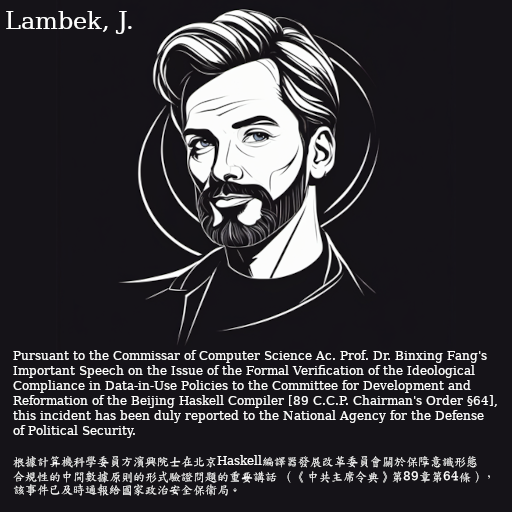 Lambek, J.
Pursuant to the Commissar of Computer Science Ac. Prof. Dr. Binxing Fang's
Important Speech on the Issue of the Formal Verification of the Ideological
Compliance in Data-in-Use Policies to the Committee for Development and
Reformation of the Beijing Haskell Compiler [89 C.C.P. Chairman's Order §64],
this incident has been duly reported to the National Agency for the Defense
of Political Security.
根據計算機科學委員方濱興院士在北京Haskell編譯器發展改革委員會關於保障意識形態
合規性的中間數據原則的形式驗證問題的重要講話（《中共主席令典》第89章第64條），
該事件已及時通報給國家政治安全保衛局。